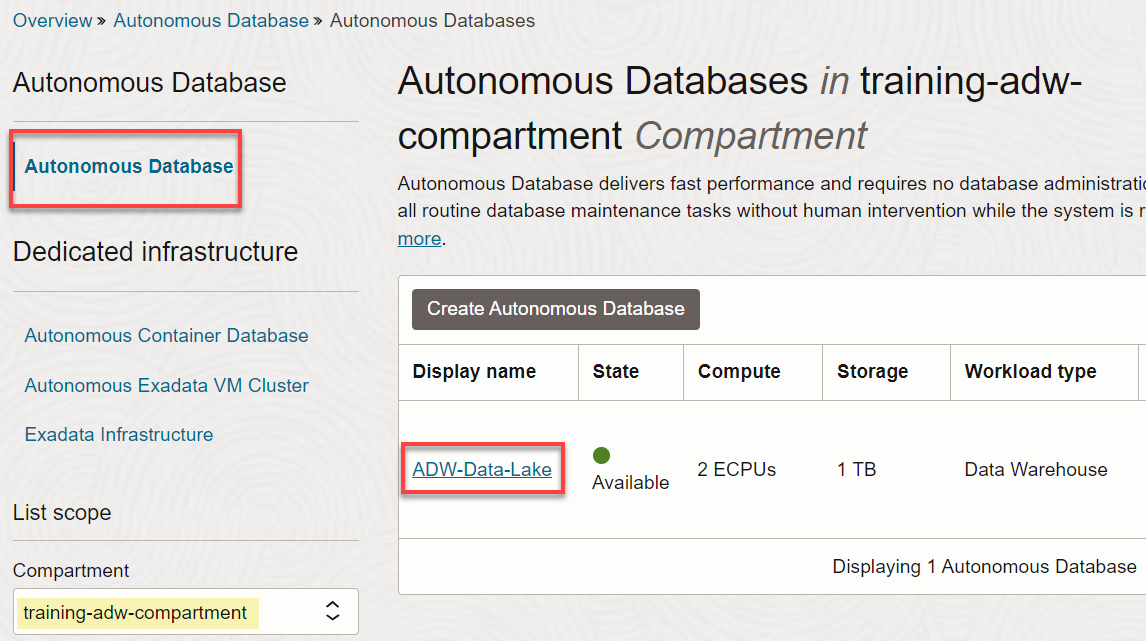 Overview » Autonomous Database » Autonomous Databases
Autonomous Database
Autonomous Database
Dedicated infrastructure
Autonomous Container Database
Autonomous Exadata VM Cluster
Exadata Infrastructure
List scope
Compartment
training-adw-compartment
Autonomous Databases in training-adw-
compartment Compartment
Autonomous Database delivers fast performance and requires no database
all routine database maintenance tasks without human intervention while the system is
more.
Create Autonomous Database
Display name State Compute Storage Workload type
ADW-Data-Lake Available 2 ECPUs 1 TB Data Warehouse
Displaying 1 Autonomous Database